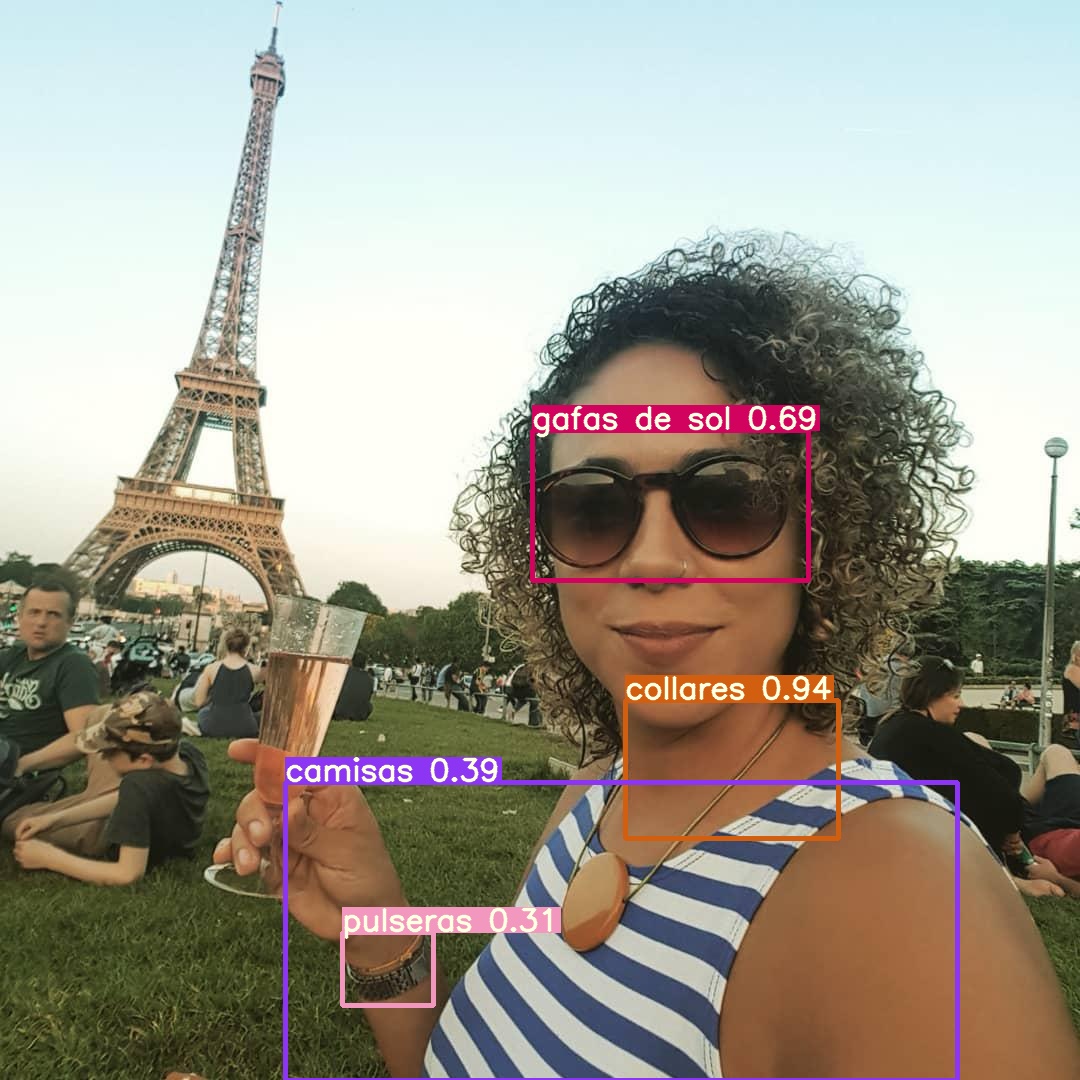 gafas de sol 0.69
collares 0.94
camisas 0.39
pulseras 0.31